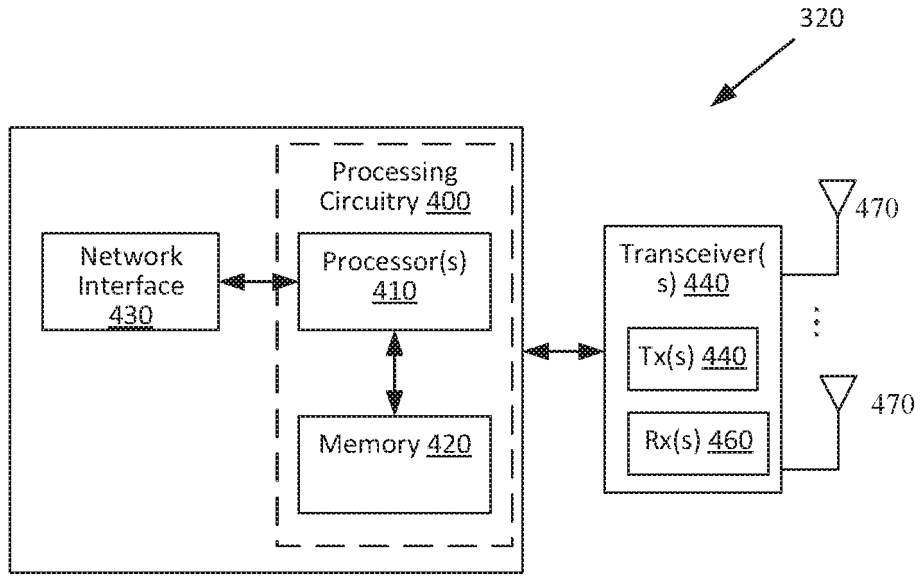 320
Processing
Circuitry 400
Network
Interface
430
Processor(s)
410
Memory 420
Transceiver(
s) 440
Tx(s) 440
Rx(s) 460
470
470